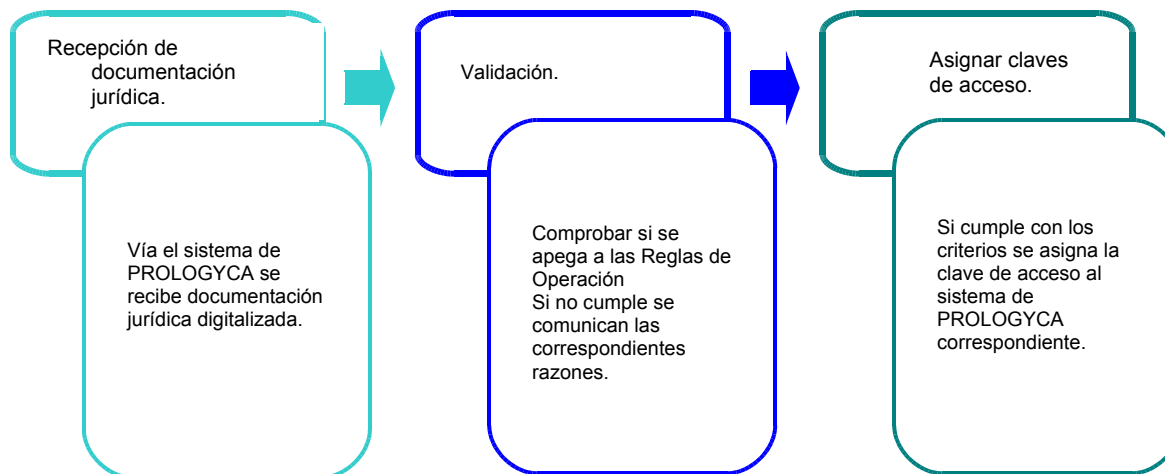 Recepción de
documentación
jurídica.
Vía el sistema de
PROLOGYCA se
recibe documentación
jurídica digitalizada.
Validación.
Comprobar si se
apega a las Reglas de
Operación
Si no cumple se
comunican las
correspondientes
razones.
Asignar claves
de acceso.
Si cumple con los
criterios se asigna la
clave de acceso al
sistema de
PROLOGYCA
correspondiente.